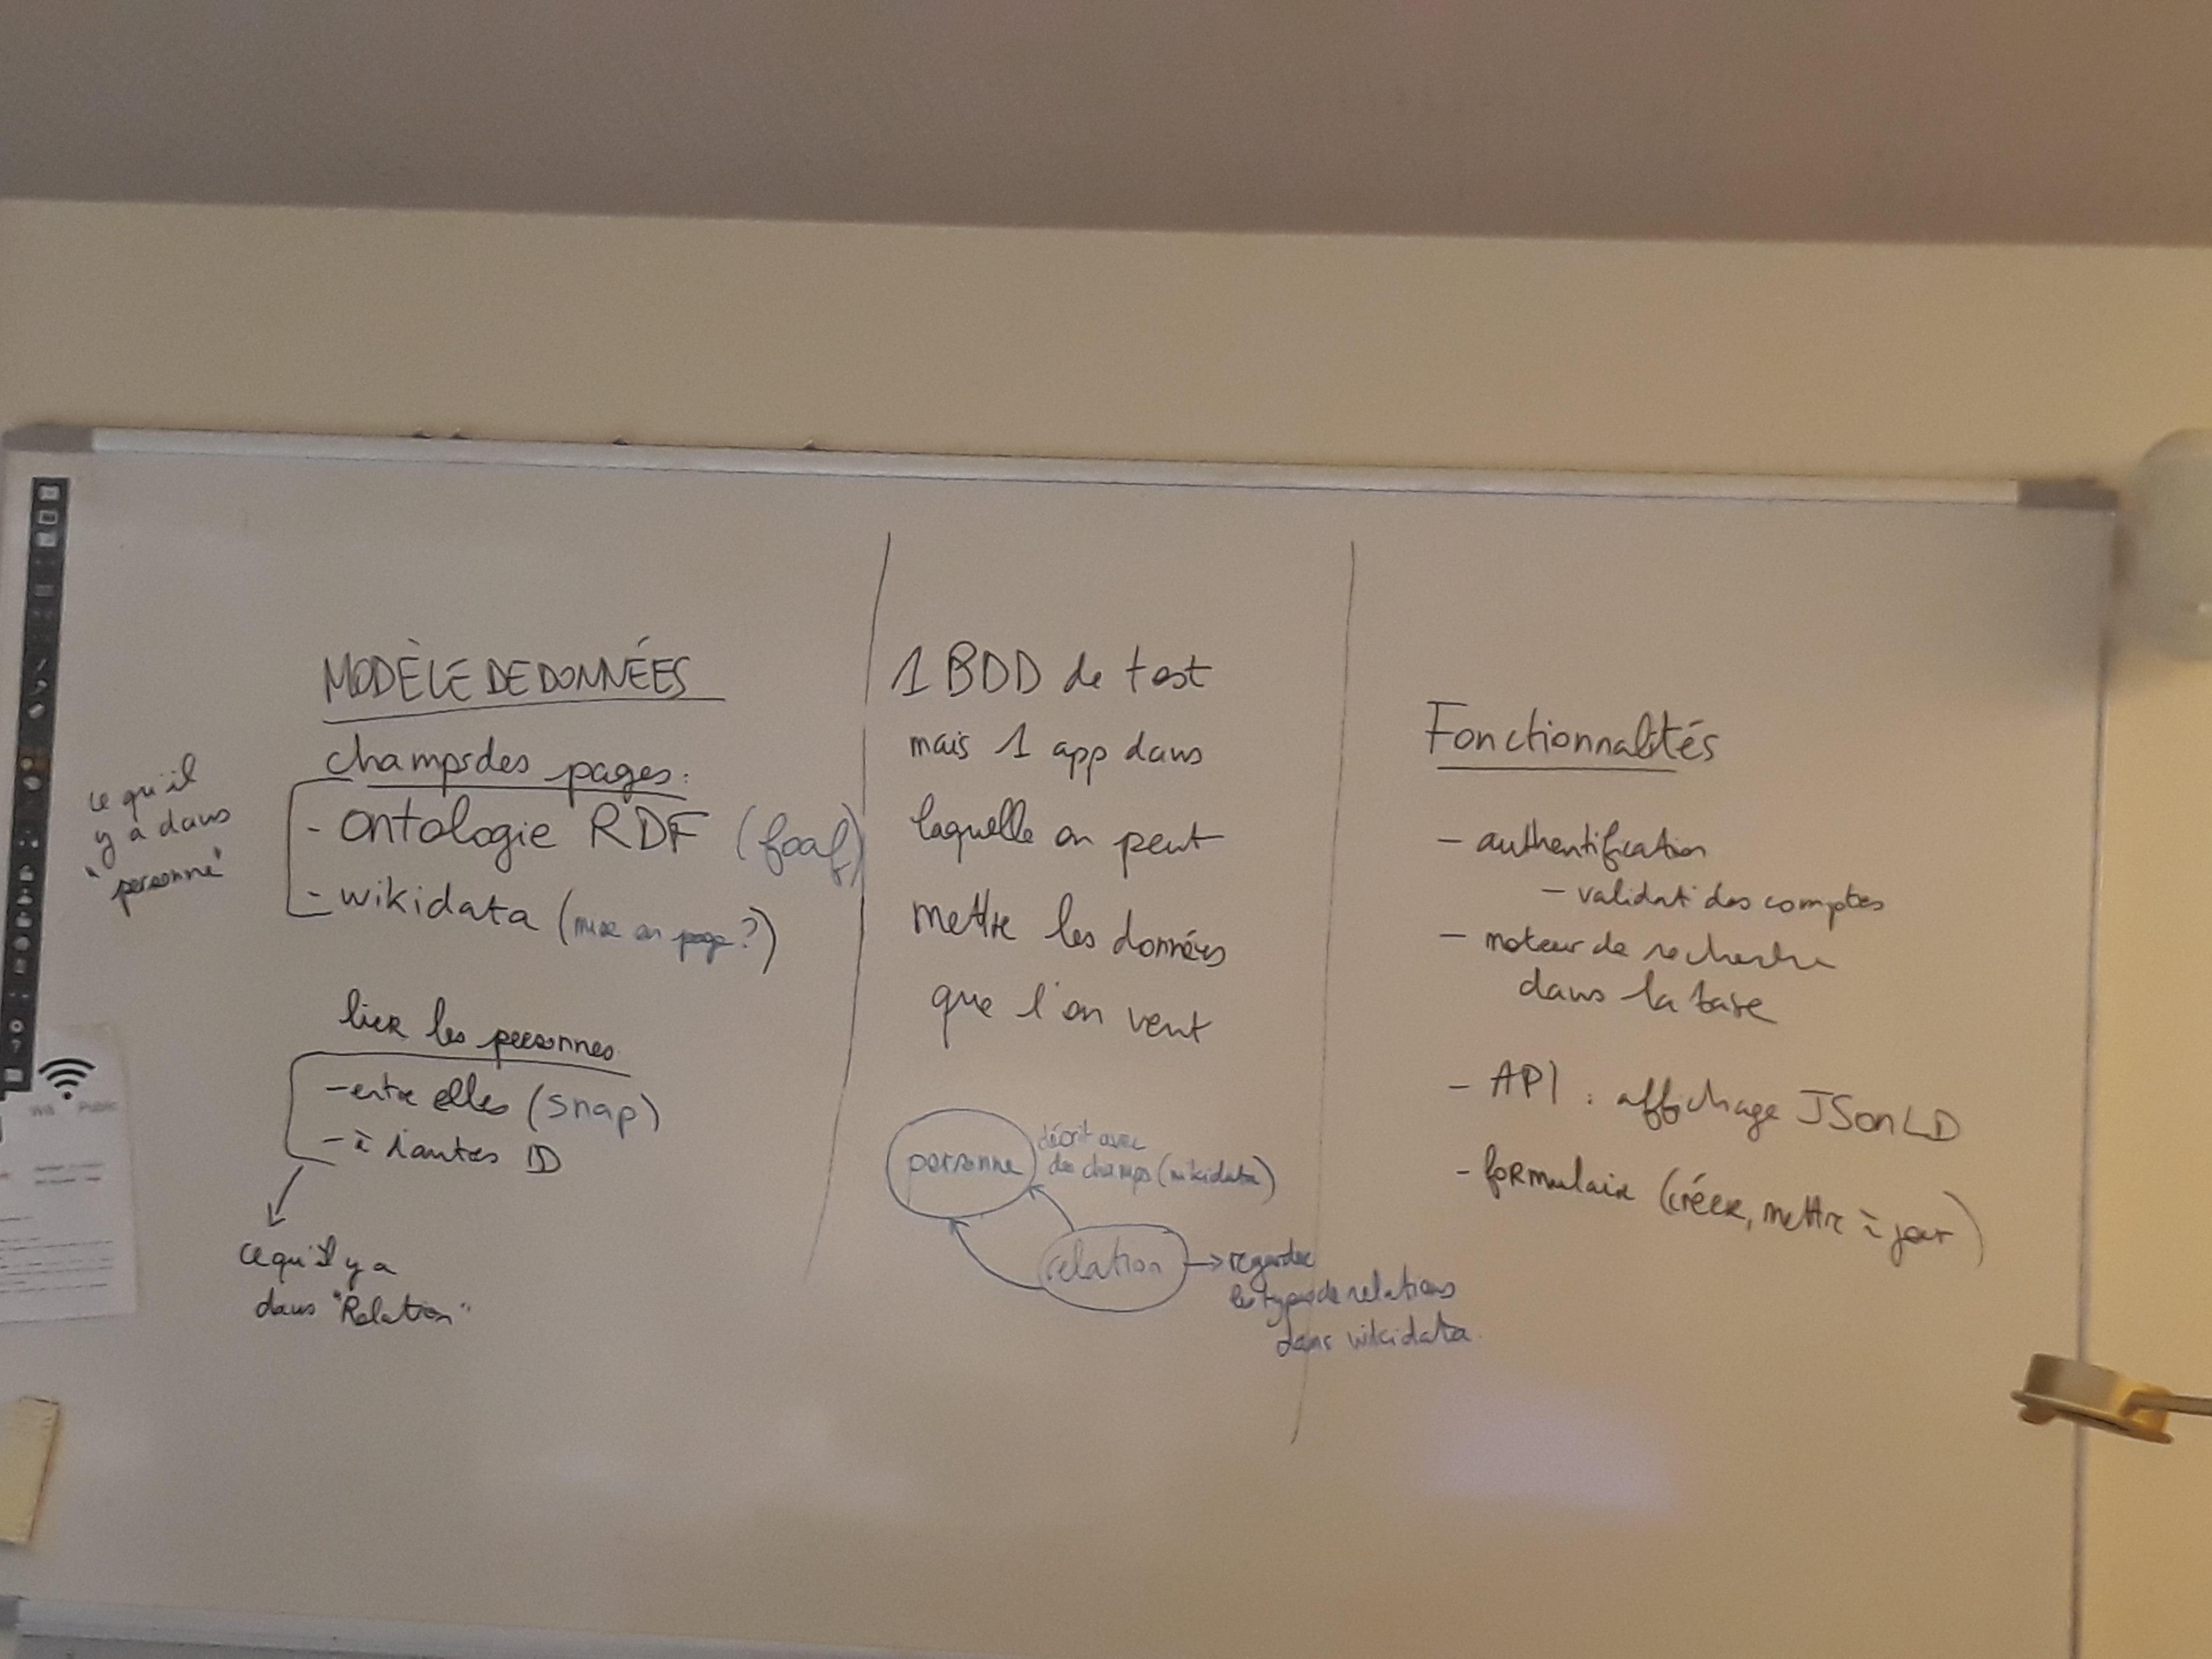 MODÈLE DE DONNÉES
champs des pages :
- ontologie RDF (foaf)
- wikidata (mise en page ?)
ce qu'il
y a dans
"personne"
lier les personnes
- entre elles (snap)
- à d'autres ID
ce qu'il y a
dans "Relation"
1 BDD de test
mais 1 app dans
laquelle on peut
mettre les données
que l'on veut
personne
décrit avec
des champs (wikidata)
relation
regarder
les types de relations
dans wikidata.
Fonctionnalités
- authentification
- validat des comptes
- moteur de recherche
dans la base
- API : affichage JSon LD
- formulaire (créer, mettre à jour)
Wifi Public